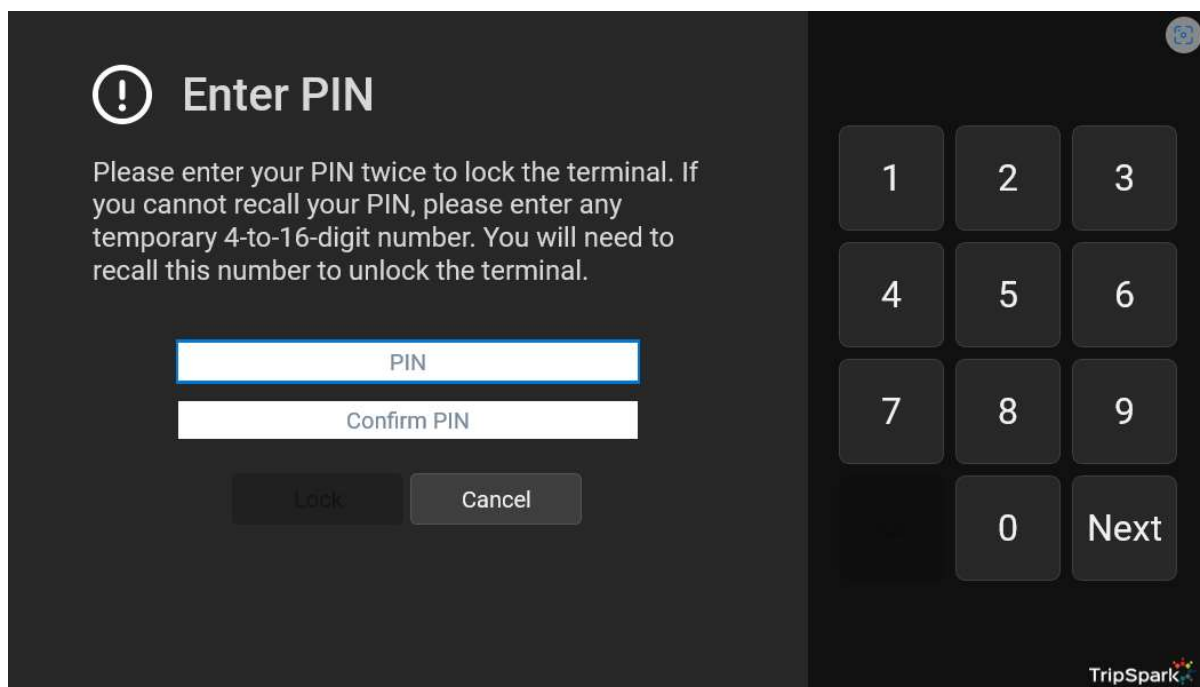 Enter PIN
Please enter your PIN twice to lock the terminal. If
you cannot recall your PIN, please enter any
temporary 4-to-16-digit number. You will need to
recall this number to unlock the terminal.
PIN
Confirm PIN
Lock
Cancel
1 2 3
4 5 6
7 8 9
0 Next
TripSpark